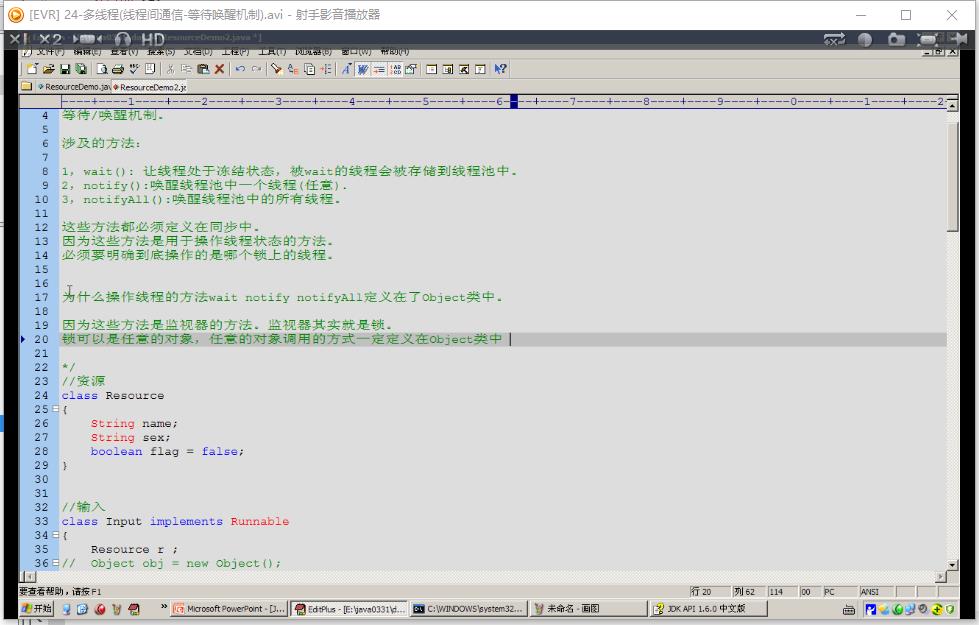 [EVR] 24-多线程(线程间通信-等待唤醒机制).avi - 射手影音播放器
X2 HD
文件(F) 编辑(E) 查看(V) 搜索(S) 文档(D) 工程(P) 工具(T) 浏览器(B) 窗口(W) 帮助(H)
ResourceDemo.jav ResourceDemo2.ja
----+----1----+----2----+----3----+----4----+----5----+----6----+----7----+----8----+----9----+----0----+----1----+----2
4 等待/唤醒机制。
5
6 涉及的方法:
7
8 1, wait(): 让线程处于冻结状态, 被wait的线程会被存储到线程池中。
9 2, notify():唤醒线程池中一个线程(任意).
10 3, notifyAll():唤醒线程池中的所有线程。
11
12 这些方法都必须定义在同步中。
13 因为这些方法是用于操作线程状态的方法。
14 必须要明确到底操作的是哪个锁上的线程。
15
16
17 为什么操作线程的方法wait notify notifyAll定义在了Object类中。
18
19 因为这些方法是监视器的方法。监视器其实就是锁。
20 锁可以是任意的对象, 任意的对象调用的方式一定定义在Object类中
21
22 */
23 //资源
24 class Resource
25 {
26 String name;
27 String sex;
28 boolean flag = false;
29 }
30
31
32 //输入
33 class Input implements Runnable
34 {
35 Resource r ;
36 // Object obj = new Object();
要查看帮助, 请按 F1 行 20 列 62 114 00 PC ANSI
开始 » Microsoft PowerPoint - [J... EditPlus - [E:\java0331\d... C:\WINDOWS\system32... 未命名 - 画图 JDK API 1.6.0 中文版